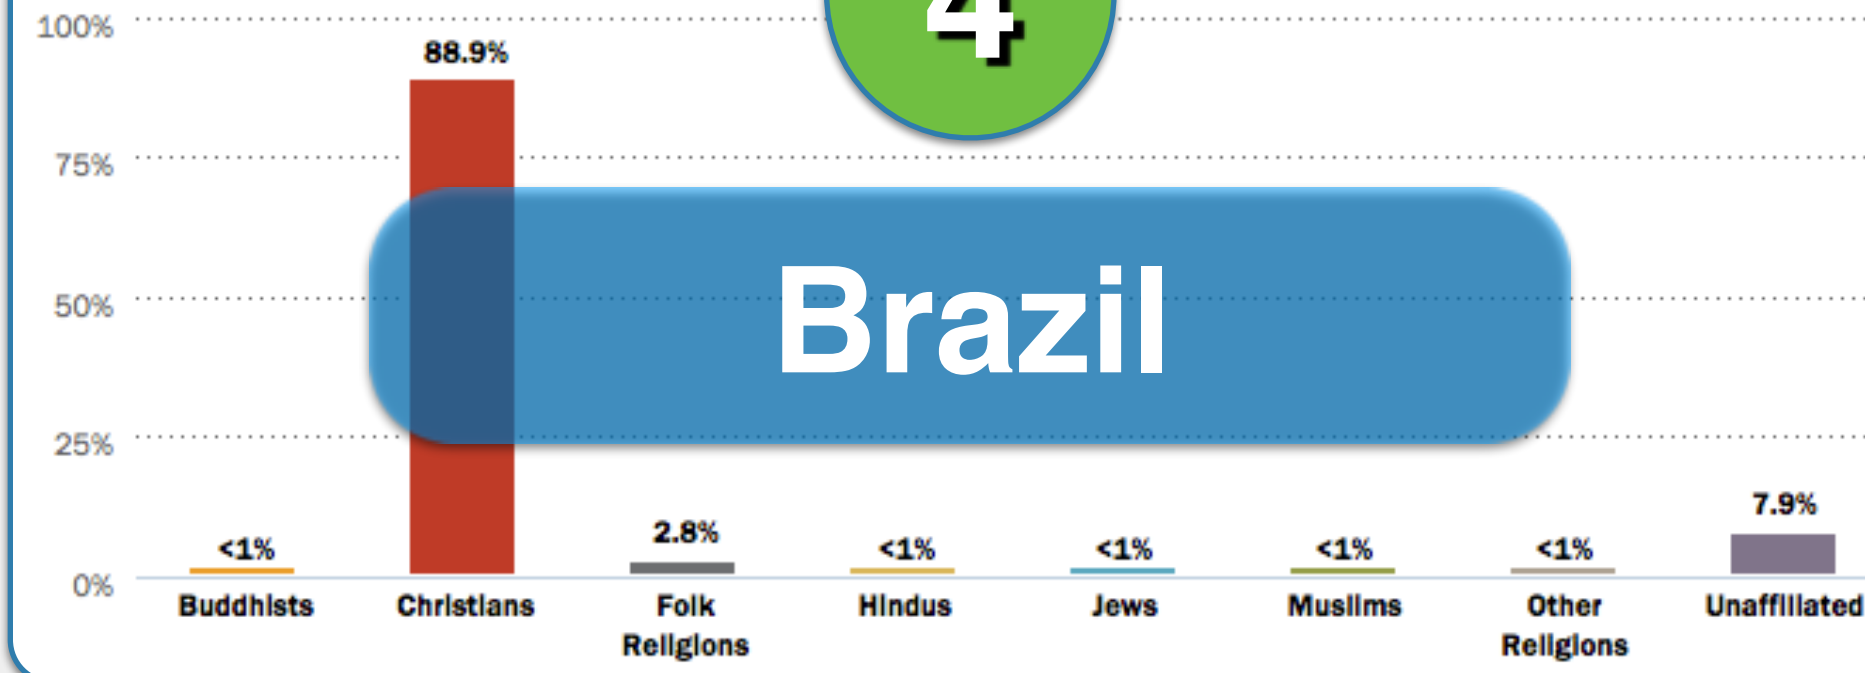 4
100%
88.9%
75%
Brazil
50%
25%
7.9%
2.8%
<1%
<1%
<1%
<1%
<1%
0%
Buddhists
Christians
Folk
Religions
Hindus
Jews
Muslims
Other
Religions
Unaffiliated